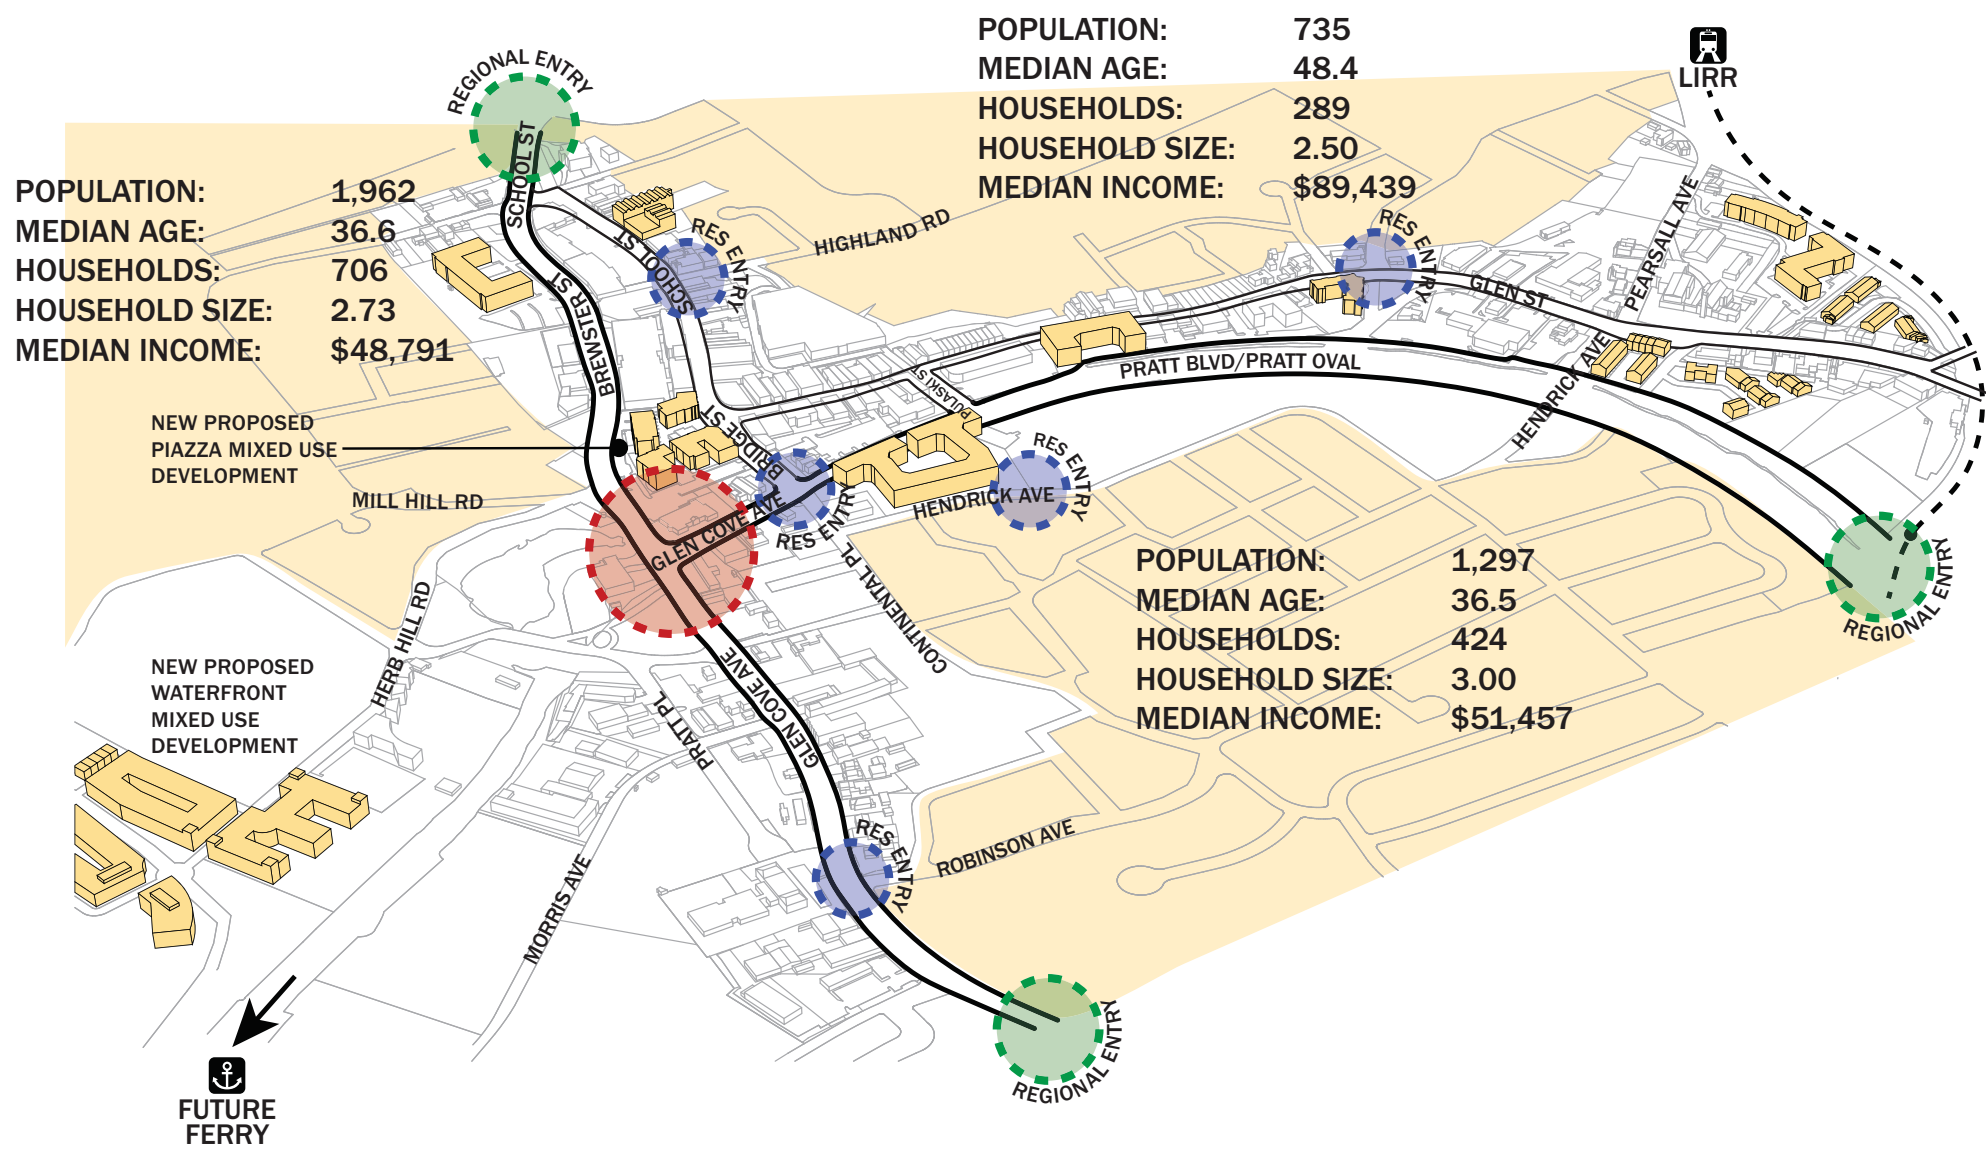 POPULATION: 735
MEDIAN AGE: 48.4
HOUSEHOLDS: 289
HOUSEHOLD SIZE: 2.50
MEDIAN INCOME: $89,439
LIRR
REGIONAL ENTRY
SCHOOL ST
SCHOOL ST
POPULATION: 1,962
MEDIAN AGE: 36.6
HOUSEHOLDS: 706
HOUSEHOLD SIZE: 2.73
MEDIAN INCOME: $48,791
SCHOOL ST
RES ENTRY
HIGHLAND RD
RES ENTRY
PEARSALL AVE
GLEN ST
BREWSTER ST
BREWSTER ST
PRATT BLVD/PRATT OVAL
HENDRICK AVE
PULASKI ST
BRIDGE ST
NEW PROPOSED
PIAZZA MIXED USE
DEVELOPMENT
MILL HILL RD
GLEN COVE AVE
RES ENTRY
HENDRICK AVE
RES ENTRY
POPULATION: 1,297
MEDIAN AGE: 36.5
HOUSEHOLDS: 424
HOUSEHOLD SIZE: 3.00
MEDIAN INCOME: $51,457
REGIONAL ENTRY
CONTINENTAL PL
HERB HILL RD
NEW PROPOSED
WATERFRONT
MIXED USE
DEVELOPMENT
PRATT PL
GLEN COVE AVE
RES ENTRY
ROBINSON AVE
MORRIS AVE
REGIONAL ENTRY
FUTURE
FERRY